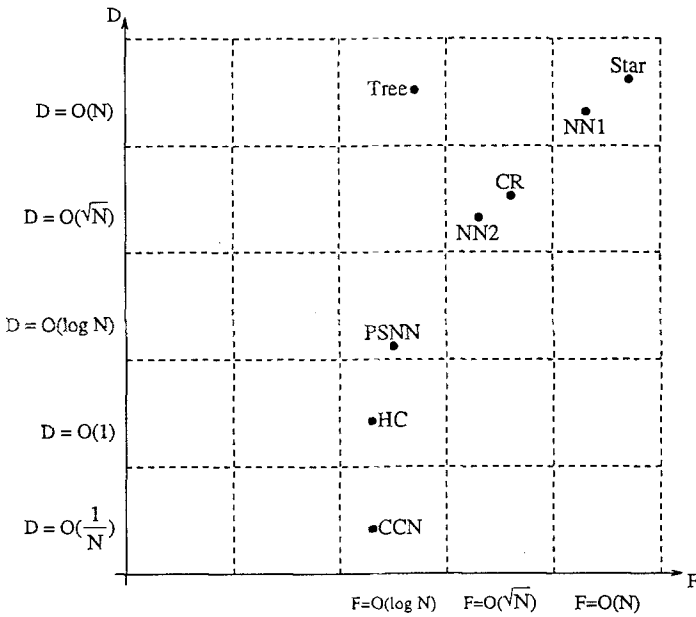 D
Star
Tree
D = O(N)
NN1
CR
D = O(√N)
NN2
D = O(log N)
PSNN
HC
D = O(1)
D = O(1/N)
CCN
F
F=O(log N) F=O(√N) F=O(N)